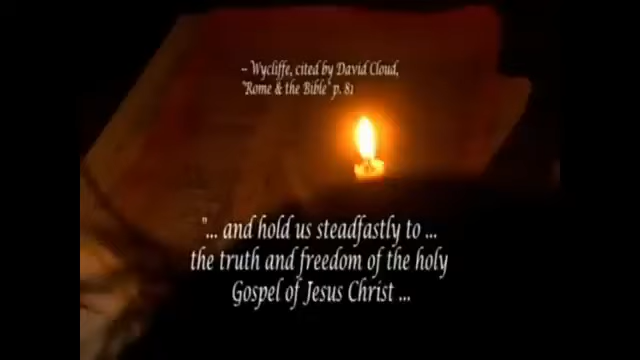 ~ Wycliffe, cited by David Cloud,
"Rome & the Bible" p. 81
"... and hold us steadfastly to ...
the truth and freedom of the holy
Gospel of Jesus Christ ...